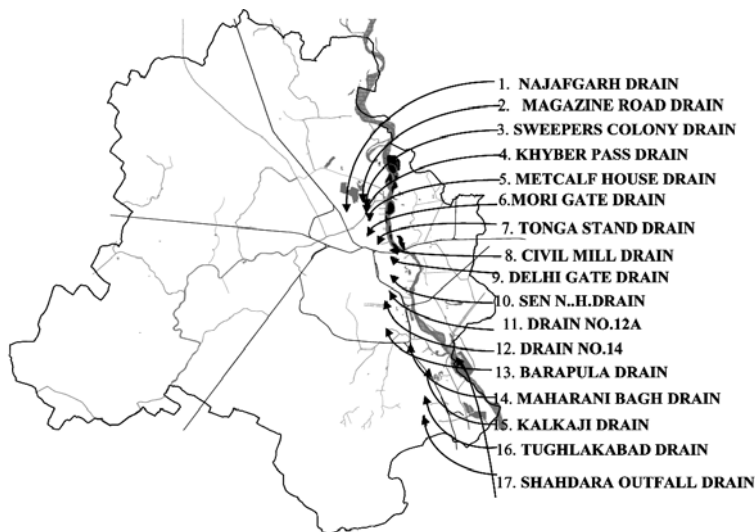 1. NAJAFGARH DRAIN
2. MAGAZINE ROAD DRAIN
3. SWEEPERS COLONY DRAIN
4. KHYBER PASS DRAIN
5. METCALF HOUSE DRAIN
6. MORI GATE DRAIN
7. TONGA STAND DRAIN
8. CIVIL MILL DRAIN
9. DELHI GATE DRAIN
10. SEN N..H.DRAIN
11. DRAIN NO.12A
12. DRAIN NO.14
13. BARAPULA DRAIN
14. MAHARANI BAGH DRAIN
15. KALKAJI DRAIN
16. TUGHLAKABAD DRAIN
17. SHAHDARA OUTFALL DRAIN